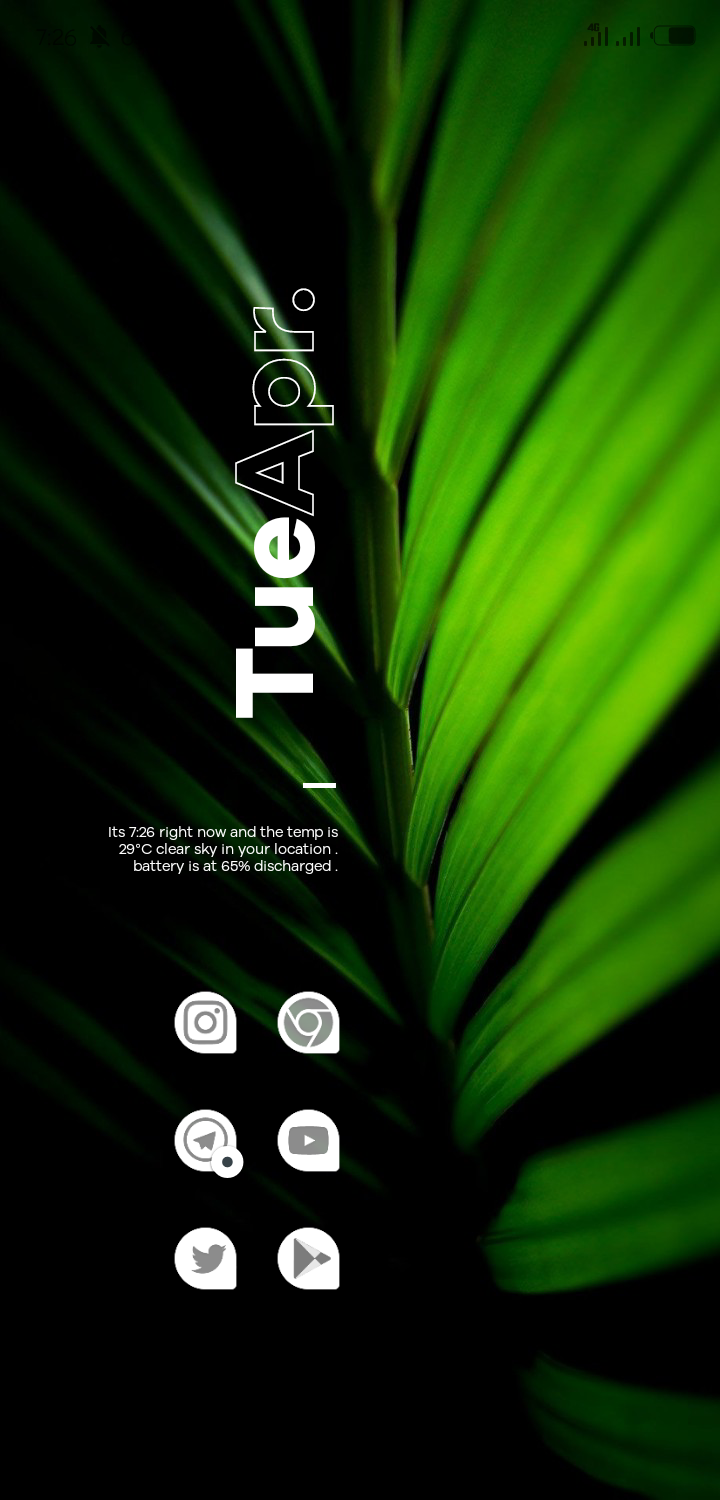 7:26
4G
TueApr.
Its 7:26 right now and the temp is
29°C clear sky in your location .
battery is at 65% discharged .